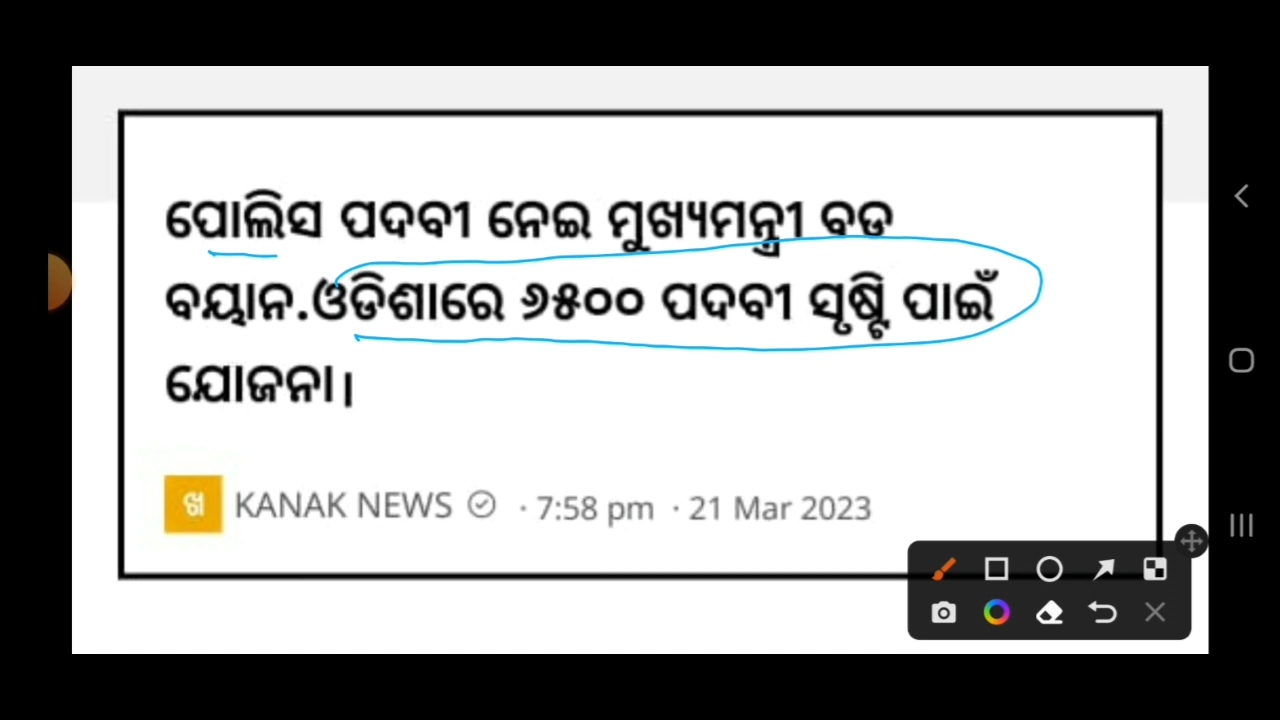 ପୋଲିସ ପଦବୀ ନେଇ ମୁଖ୍ୟମନ୍ତ୍ରୀ ବଡ
ବୟାନ.ଓଡିଶାରେ ୬୫୦୦ ପଦବୀ ସୃଷ୍ଟି ପାଇଁ
ଯୋଜନା।
ଖ KANAK NEWS · 7:58 pm · 21 Mar 2023